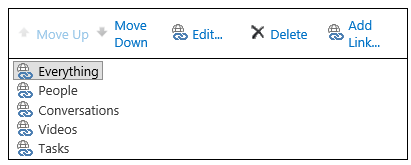 Move Up Move Down Edit... Delete Add Link...
Everything
People
Conversations
Videos
Tasks